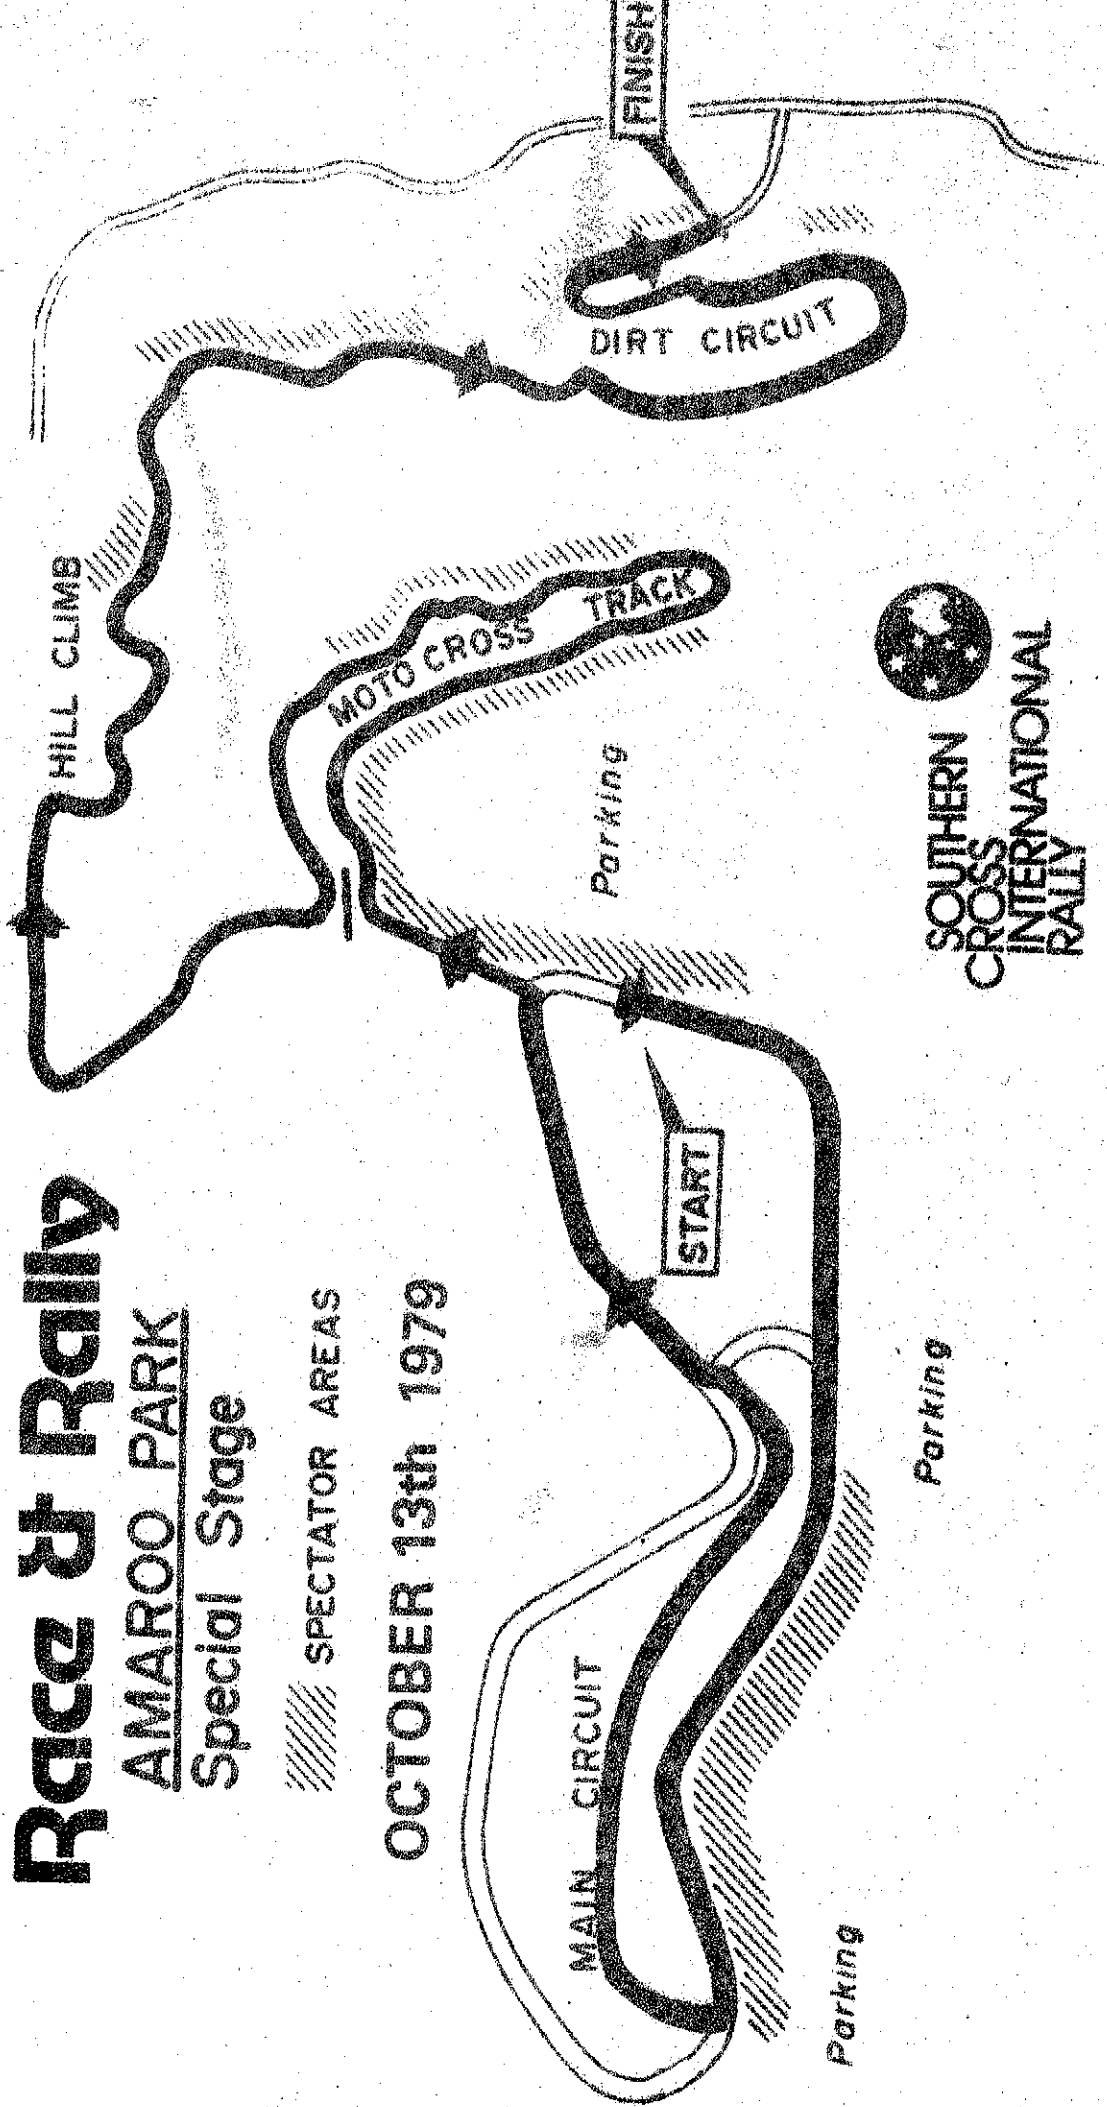 Race & Rally
AMAROO PARK
Special Stage
SPECTATOR AREAS
OCTOBER 13th 1979
HILL CLIMB
MOTO CROSS TRACK
DIRT CIRCUIT
FINISH
START
MAIN CIRCUIT
Parking
Parking
Parking
SOUTHERN
CROSS
INTERNATIONAL
RALLY